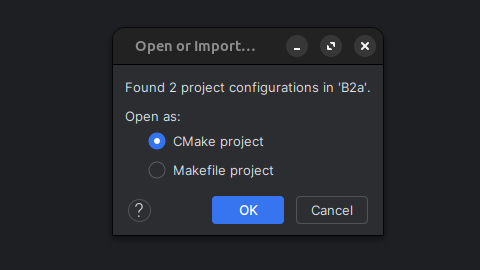 Open or Import...
Found 2 project configurations in 'B2a'.
Open as:
CMake project
Makefile project
?
OK
Cancel